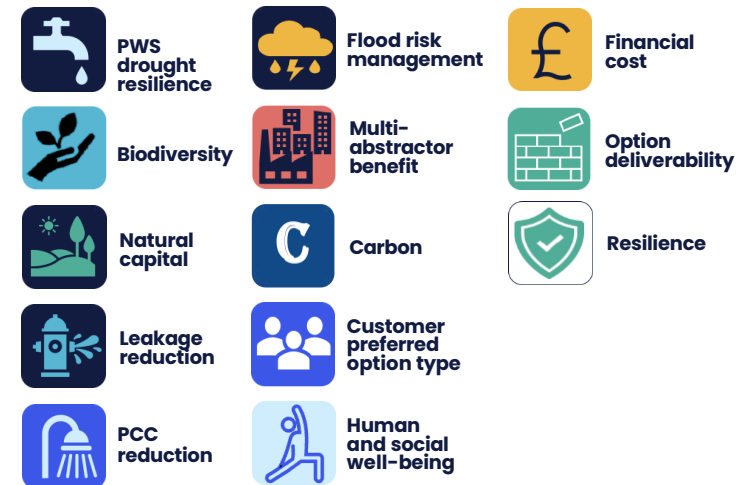 PWS
drought
resilience
Biodiversity
Natural
capital
Leakage
reduction
PCC
reduction
Flood risk
management
Multi-
abstractor
benefit
C
Carbon
Customer
preferred
option type
Human
and social
well-being
£
Financial
cost
Option
deliverability
Resilience